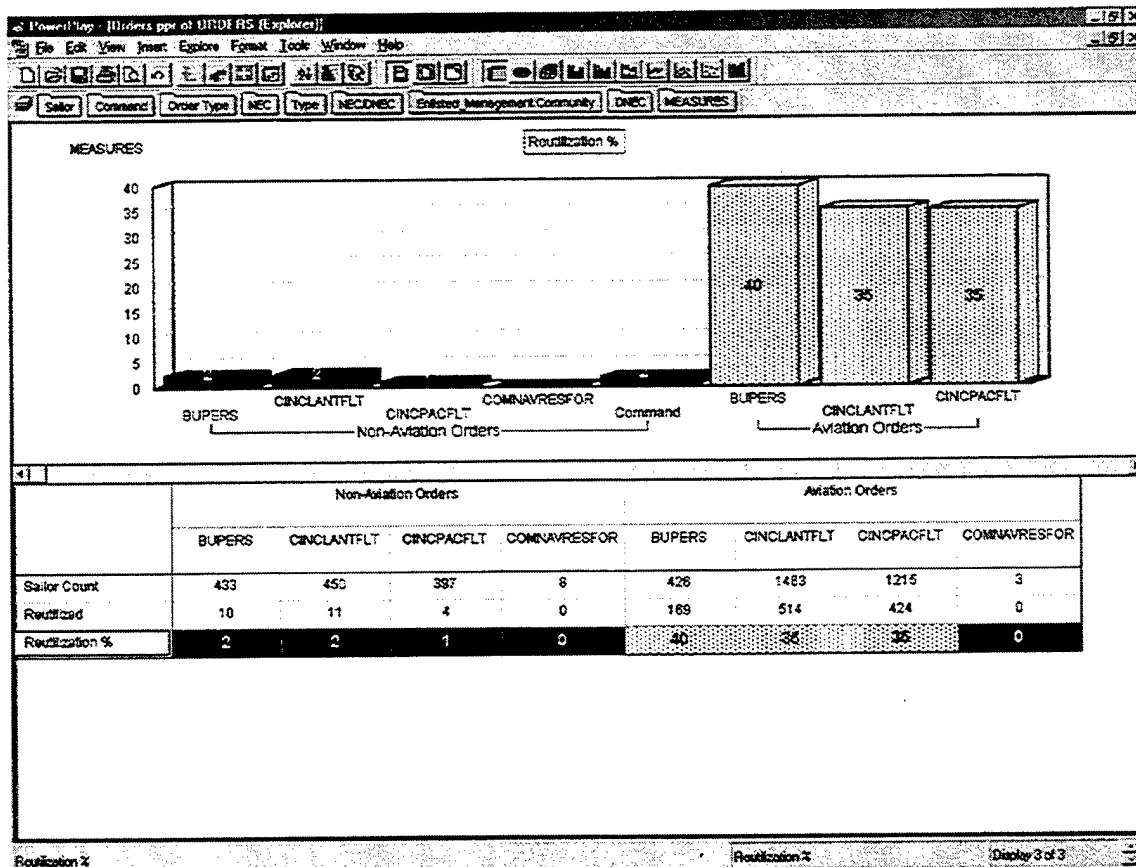 PowerPlay - [Orders.ppr of ORDERS (Explorer)]
File Edit View Insert Explore Format Tools Window Help
Sailor Command Order Type NEC Type NEC/DNEC Enlisted_Management.Community DNEC MEASURES
Reutilization %
MEASURES
40
35
30
25
20
15
10
5
0
2 2 40 35 35
BUPERS CINCLANTFLT CINCPACFLT COMNAVRESFOR Command BUPERS CINCLANTFLT CINCPACFLT
Non-Aviation Orders Aviation Orders
Non-Aviation Orders Aviation Orders
BUPERS CINCLANTFLT CINCPACFLT COMNAVRESFOR BUPERS CINCLANTFLT CINCPACFLT COMNAVRESFOR
Sailor Count 433 397 8 426 1483 1215 3
Reutilized 10 11 4 0 169 514 424 0
Reutilization % 2 2 1 0 40 35 35 0
Reutilization % Reutilization % Display 3 of 3